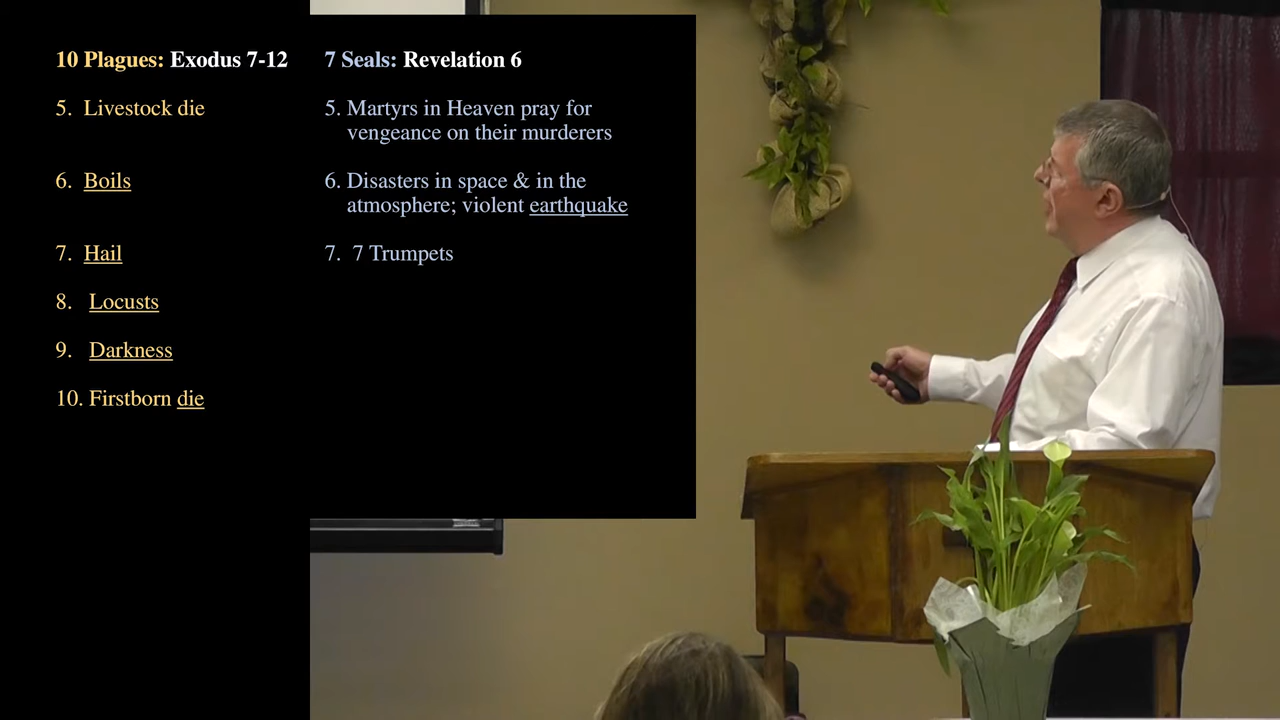 10 Plagues: Exodus 7-12
5. Livestock die
6. Boils
7. Hail
8. Locusts
9. Darkness
10. Firstborn die
7 Seals: Revelation 6
5. Martyrs in Heaven pray for
vengeance on their murderers
6. Disasters in space & in the
atmosphere; violent earthquake
7. 7 Trumpets